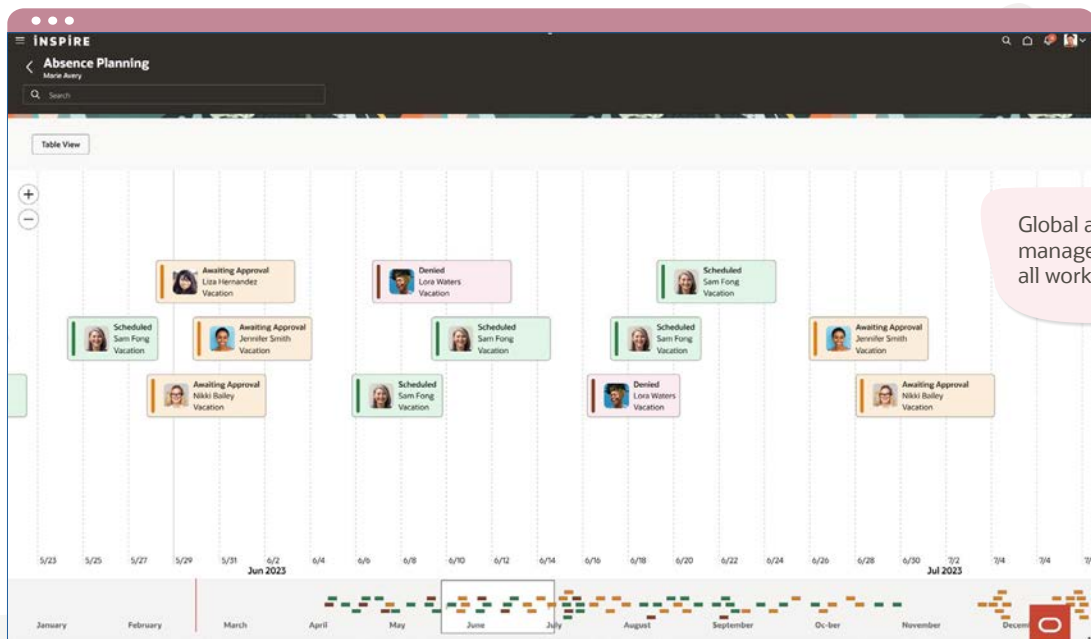 INSPIRE
Absence Planning
Marie Avery
Search
Table View
Global a
manage
all work
Awaiting Approval
Liza Hernandez
Vacation
Denied
Lora Waters
Vacation
Scheduled
Sam Fong
Vacation
Scheduled
Sam Fong
Vacation
Awaiting Approval
Jennifer Smith
Vacation
Scheduled
Sam Fong
Vacation
Scheduled
Sam Fong
Vacation
Awaiting Approval
Jennifer Smith
Vacation
Awaiting Approval
Nikki Bailey
Vacation
Scheduled
Sam Fong
Vacation
Denied
Lora Waters
Vacation
Awaiting Approval
Nikki Bailey
Vacation
5/23 5/25 5/27 5/29 5/31 6/2 6/4 6/6 6/8 6/10 6/12 6/14 6/16 6/18 6/20 6/22 6/24 6/26 6/28 6/30 7/2 7/4 7/4
Jun 2023 Jul 2023
January February March April May June July August September Oc-ber November Decem